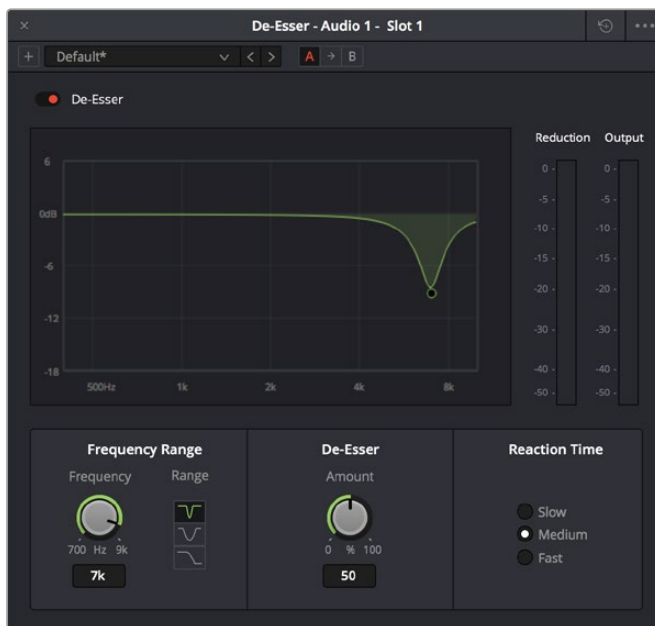 De-Esser - Audio 1 - Slot 1
Default*
A B
De-Esser
Reduction Output
6
0dB
-6
-12
-18
500Hz 1k 2k 4k 8k
0 - 0 -
-5 - -5 -
-10 - -10 -
-15 - -15 -
-20 - -20 -
-30 - -30 -
-40 - -40 -
-50 - -50 -
Frequency Range
Frequency Range
700 Hz 9k
7k
De-Esser
Amount
0 % 100
50
Reaction Time
Slow
Medium
Fast